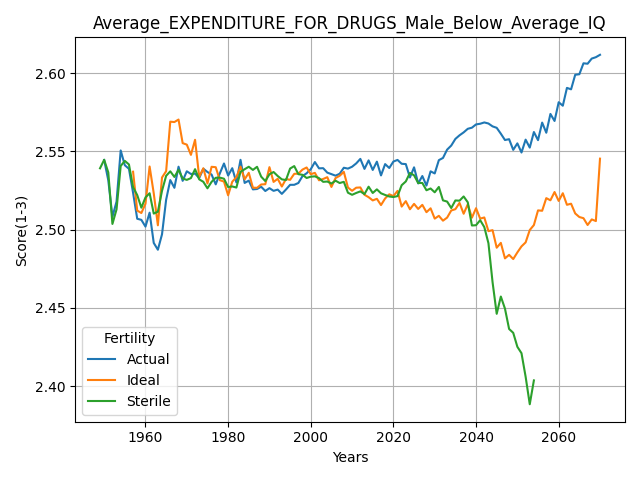 Average_EXPENDITURE_FOR_DRUGS_Male_Below_Average_IQ
Score(1-3)
2.60
2.55
2.50
2.45
2.40
Fertility
Actual
Ideal
Sterile
1960 1980 2000 2020 2040 2060
Years